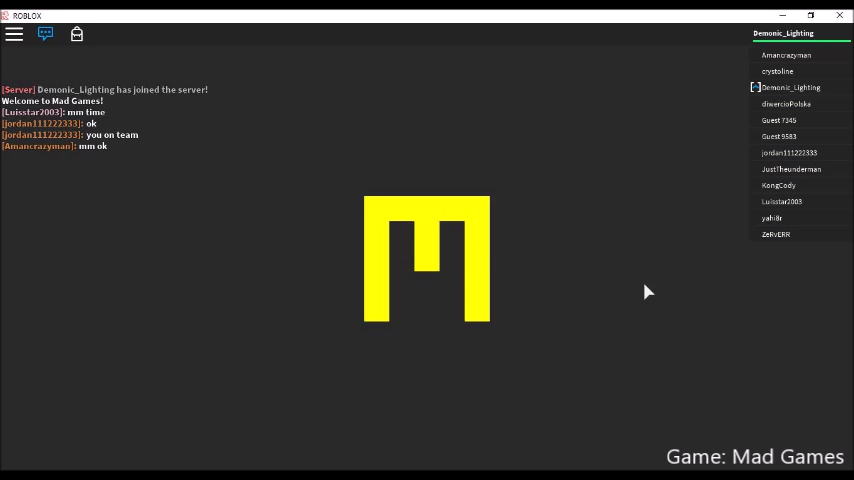 ROBLOX
Demonic_Lighting
Amancrazyman
crystoline
Demonic_Lighting
diwercioPolska
Guest 7345
Guest 9583
jordan111222333
JustTheunderman
KongCody
Luisstar2003
yahi8r
ZeRvERR
[Server] Demonic_Lighting has joined the server!
Welcome to Mad Games!
[Luisstar2003]: mm time
[jordan111222333]: ok
[jordan111222333]: you on team
[Amancrazyman]: mm ok
M
Game: Mad Games